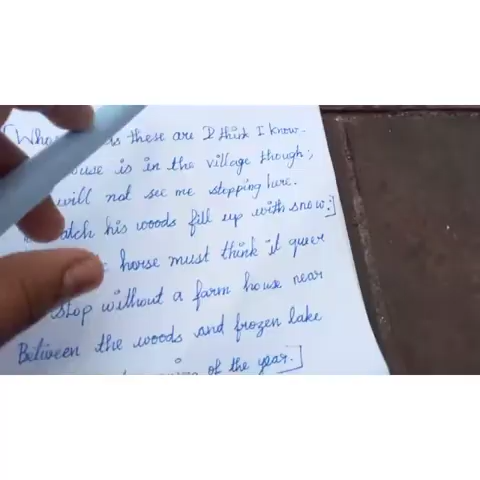 these are I think I know.
is in the village though;
will not see me stopping here.
his woods fill up with snow:]
horse must think it queer
stop without a farm house near
Between the woods and frozen lake
of the year.]